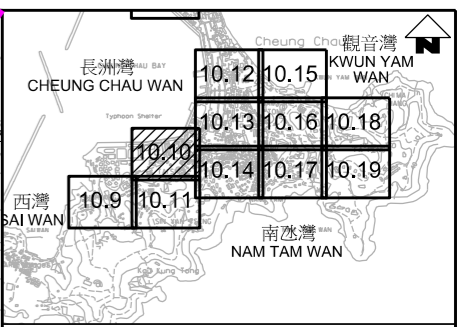 Cheung Chau
觀音灣
KWUN YAM
WAN
N
長洲灣
CHEUNG CHAU WAN
Typhoon Shelter
10.12
10.15
10.13
10.16
10.18
10.10
10.14
10.17
10.19
10.9
10.11
西灣
SAI WAN
南氹灣
NAM TAM WAN